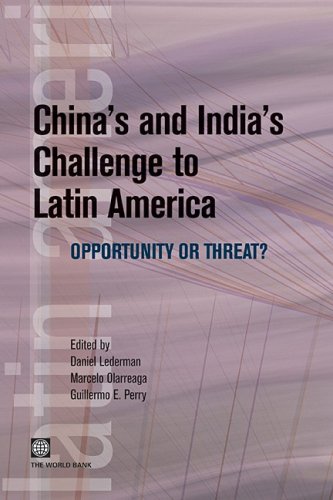 latin ameri
China's and India's
Challenge to
Latin America
OPPORTUNITY OR THREAT?
Edited by
Daniel Lederman
Marcelo Olarreaga
Guillermo E. Perry
THE WORLD BANK